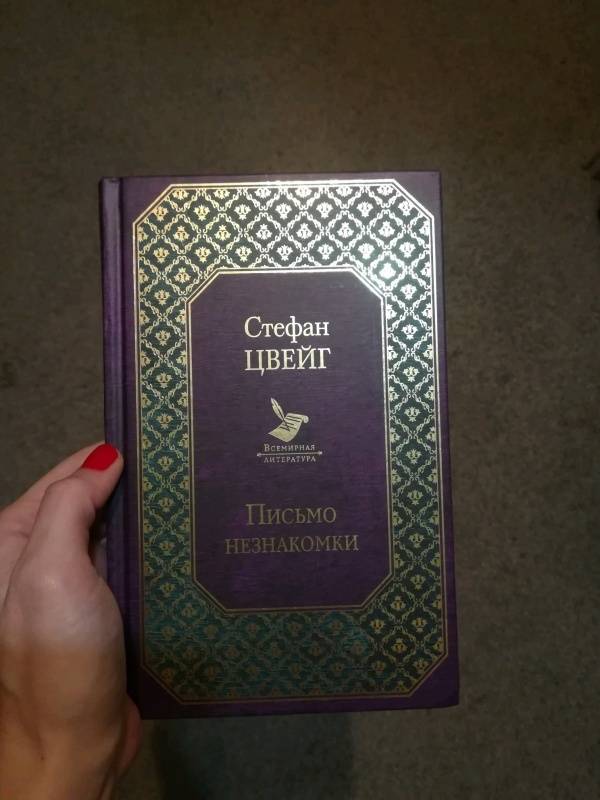 Стефан
ЦВЕЙГ
Всемирная
литература
Письмо
незнакомки